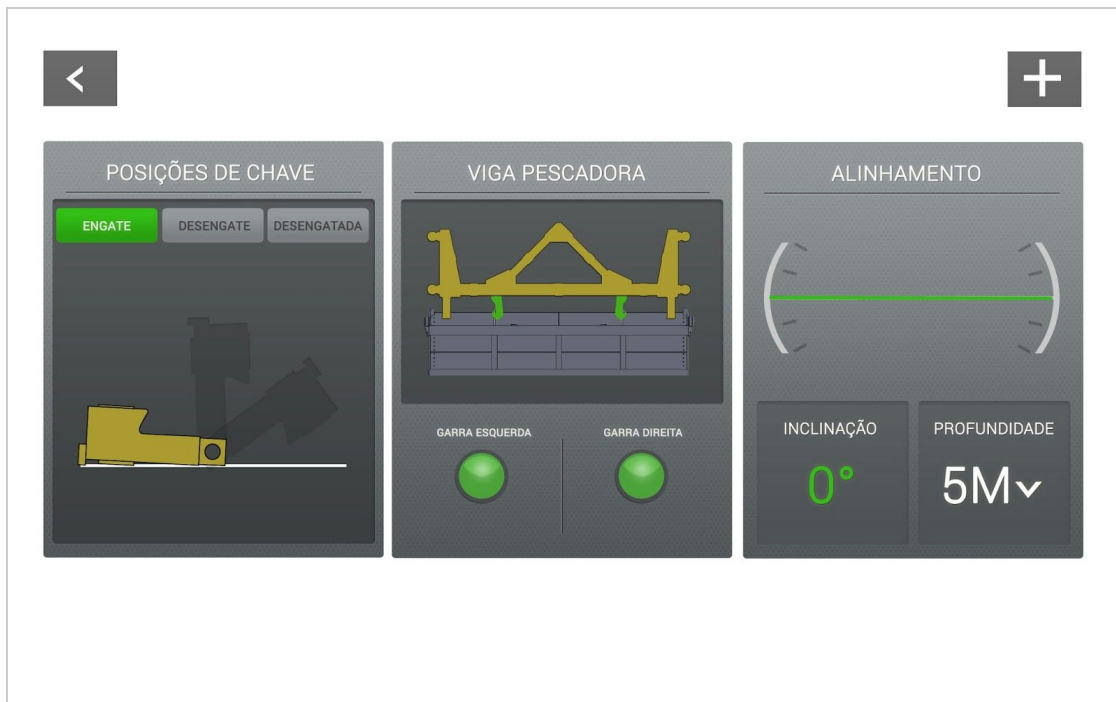 POSIÇÕES DE CHAVE
ENGATE
DESENGATE
DESENGATADA
VIGA PESCADORA
GARRA ESQUERDA
GARRA DIREITA
ALINHAMENTO
INCLINAÇÃO
0°
PROFUNDIDADE
5M